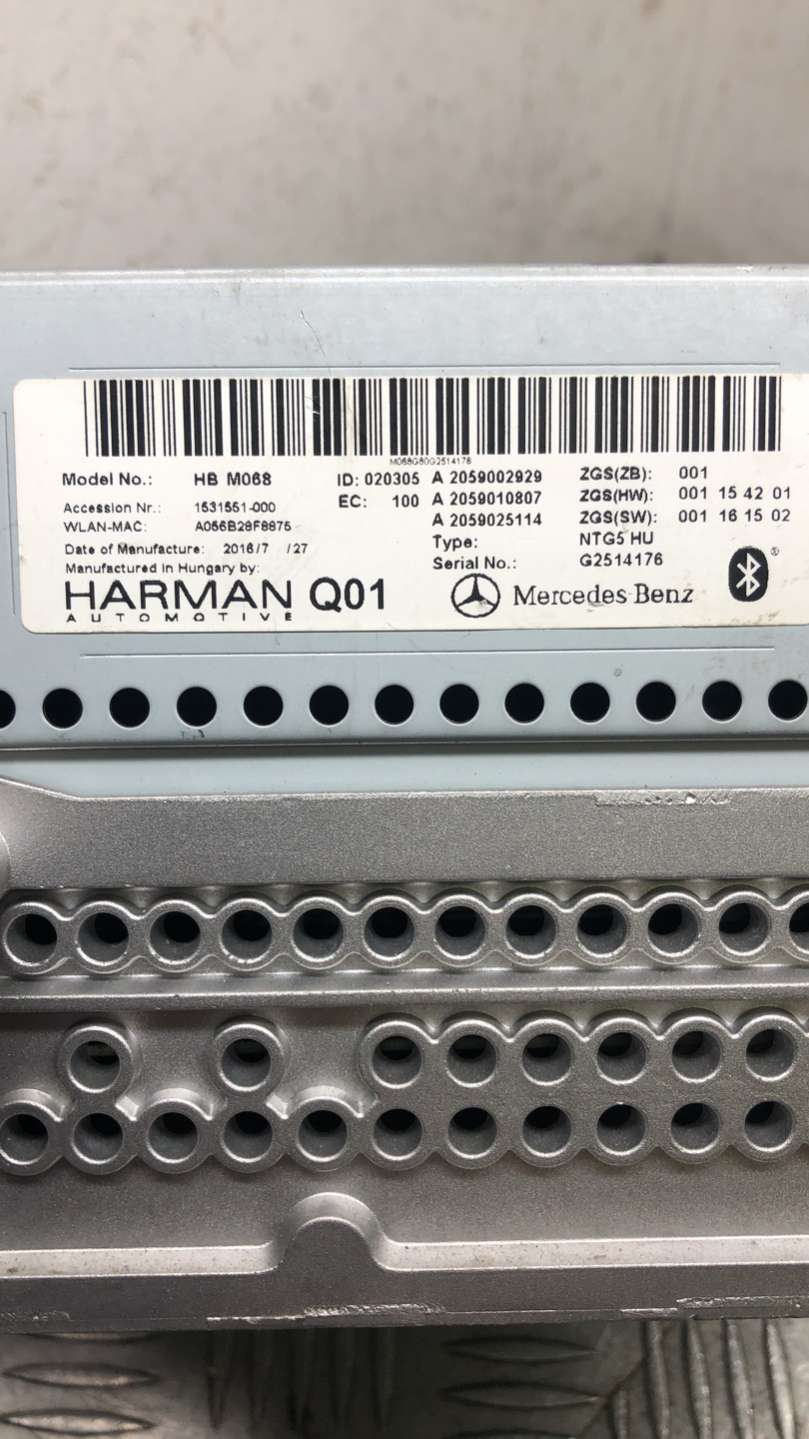 M068G80G2514176
Model No.: HB M068 ID: 020305 A 2059002929 ZGS(ZB): 001
EC: 100 A 2059010807 ZGS(HW): 001 15 42 01
Accession Nr.: 1531551-000
WLAN-MAC: A056B28F8875 A 2059025114 ZGS(SW): 001 16 15 02
Date of Manufacture: 2016/7 /27 Type: NTG5 HU
Manufactured in Hungary by: Serial No.: G2514176
HARMAN Q01 Mercedes Benz ®
AUTOMOTIVE